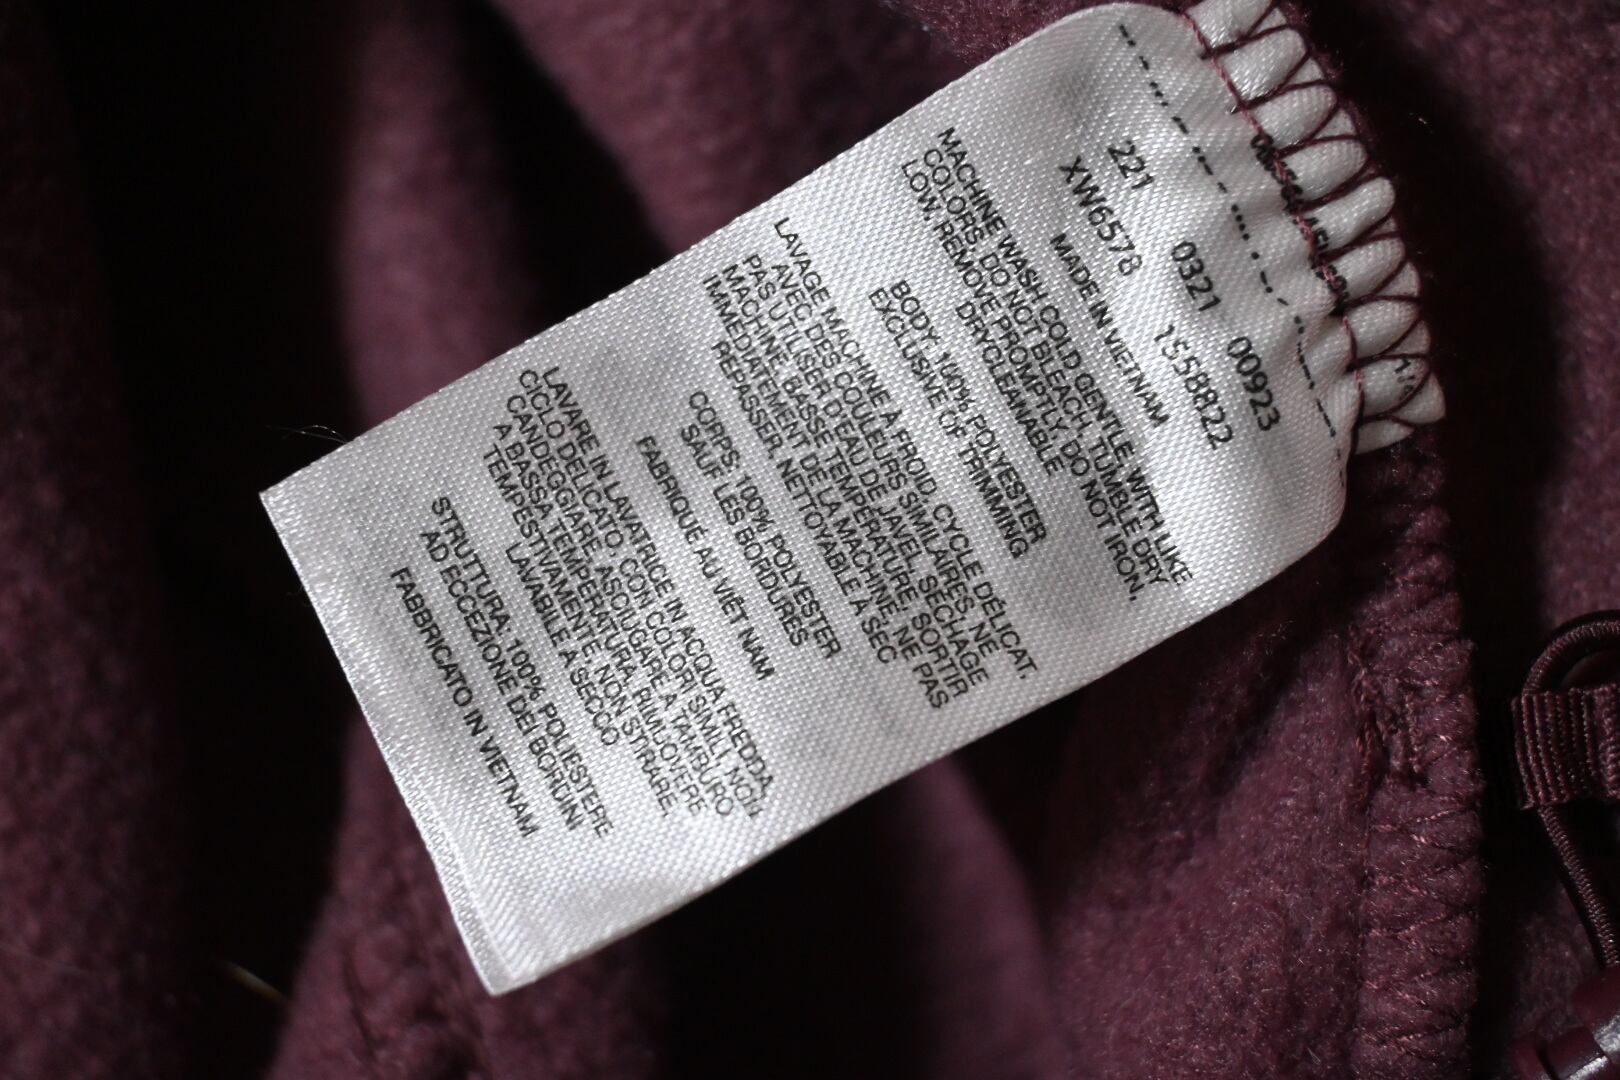 221 0321 00923
XW6578 1558822
MADE IN VIETNAM
MACHINE WASH COLD GENTLE, WITH LIKE
COLORS. DO NOT BLEACH. TUMBLE DRY
LOW. REMOVE PROMPTLY. DO NOT IRON.
DRYCLEANABLE
BODY: 100% POLYESTER
EXCLUSIVE OF TRIMMING
LAVAGE MACHINE À FROID, CYCLE DÉLICAT,
AVEC DES COULEURS SIMILAIRES. NE
PAS UTILISER D'EAU DE JAVEL. SÉCHAGE
MACHINE, BASSE TEMPÉRATURE. SORTIR
IMMÉDIATEMENT DE LA MACHINE. NE PAS
REPASSER. NETTOYABLE À SEC
CORPS: 100% POLYESTER
SAUF LES BORDURES
FABRIQUÉ AU VIÊT NAM
LAVARE IN LAVATRICE IN ACQUA FREDDA,
CICLO DELICATO, CON COLORI SIMILI. NON
CANDEGGIARE. ASCIUGARE A TAMBURO
A BASSA TEMPERATURA. RIMUOVERE
TEMPESTIVAMENTE. NON STIRARE.
LAVABILE A SECCO
STRUTTURA: 100% POLIESTERE
AD ECCEZIONE DEI BORDINI
FABBRICATO IN VIETNAM